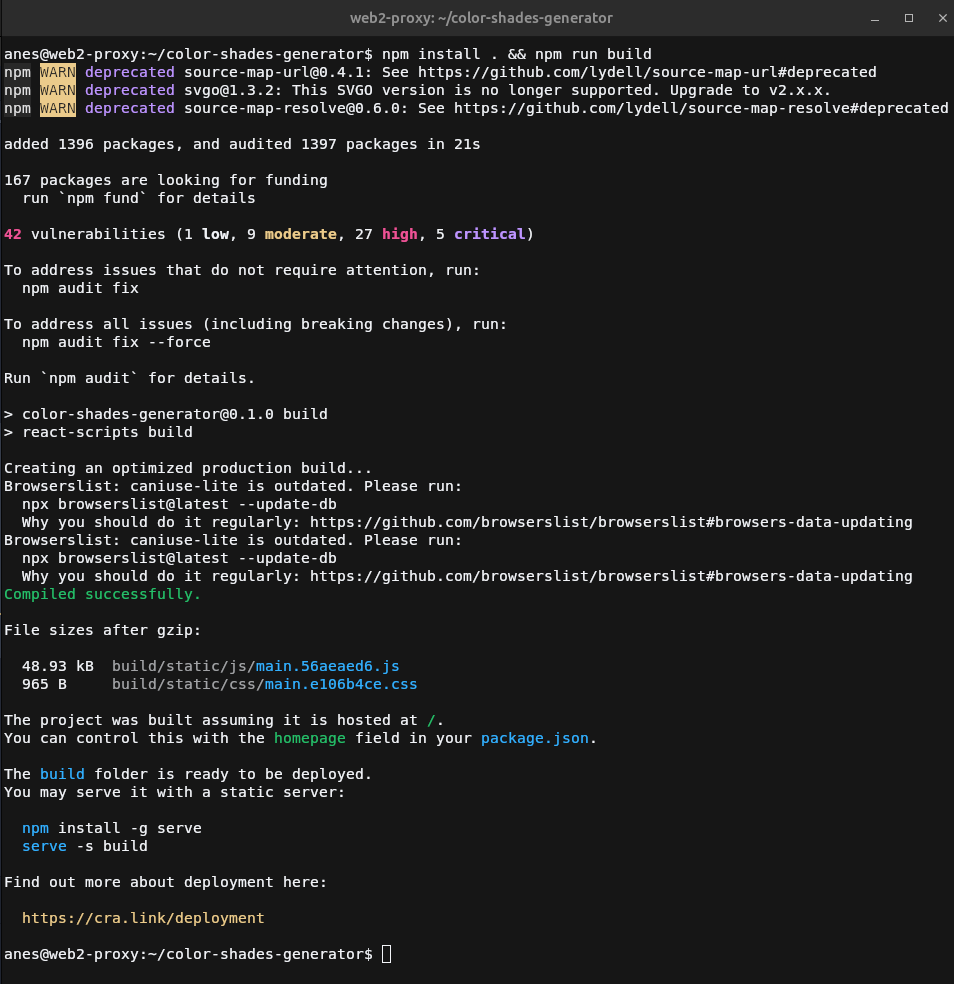 web2-proxy: ~/color-shades-generator
anes@web2-proxy:~/color-shades-generator$ npm install . && npm run build
npm WARN deprecated source-map-url@0.4.1: See https://github.com/lydell/source-map-url#deprecated
npm WARN deprecated svgo@1.3.2: This SVGO version is no longer supported. Upgrade to v2.x.x.
npm WARN deprecated source-map-resolve@0.6.0: See https://github.com/lydell/source-map-resolve#deprecated
added 1396 packages, and audited 1397 packages in 21s
167 packages are looking for funding
  run `npm fund` for details
42 vulnerabilities (1 low, 9 moderate, 27 high, 5 critical)
To address issues that do not require attention, run:
  npm audit fix
To address all issues (including breaking changes), run:
  npm audit fix --force
Run `npm audit` for details.
> color-shades-generator@0.1.0 build
> react-scripts build
Creating an optimized production build...
Browserslist: caniuse-lite is outdated. Please run:
  npx browserslist@latest --update-db
  Why you should do it regularly: https://github.com/browserslist/browserslist#browsers-data-updating
Browserslist: caniuse-lite is outdated. Please run:
  npx browserslist@latest --update-db
  Why you should do it regularly: https://github.com/browserslist/browserslist#browsers-data-updating
Compiled successfully.
File sizes after gzip:
  48.93 kB  build/static/js/main.56aeaed6.js
  965 B     build/static/css/main.e106b4ce.css
The project was built assuming it is hosted at /.
You can control this with the homepage field in your package.json.
The build folder is ready to be deployed.
You may serve it with a static server:
  npm install -g serve
  serve -s build
Find out more about deployment here:
  https://cra.link/deployment
anes@web2-proxy:~/color-shades-generator$